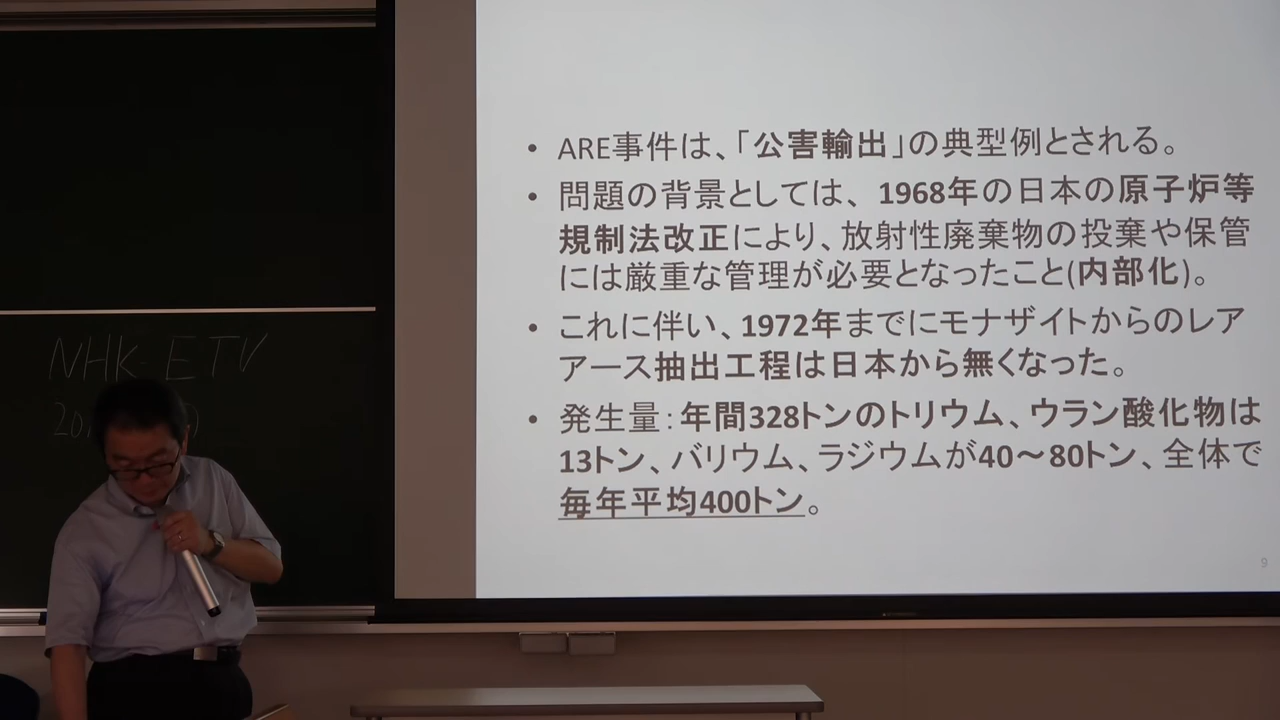 ・ARE事件は、「公害輸出」の典型例とされる。
・問題の背景としては、1968年の日本の原子炉等
規制法改正により、放射性廃棄物の投棄や保管
には厳重な管理が必要となったこと(内部化)。
・これに伴い、1972年までにモナザイトからのレア
アース抽出工程は日本から無くなった。
・発生量:年間328トンのトリウム、ウラン酸化物は
13トン、バリウム、ラジウムが40～80トン、全体で
毎年平均400トン。
9
NHK-ETV